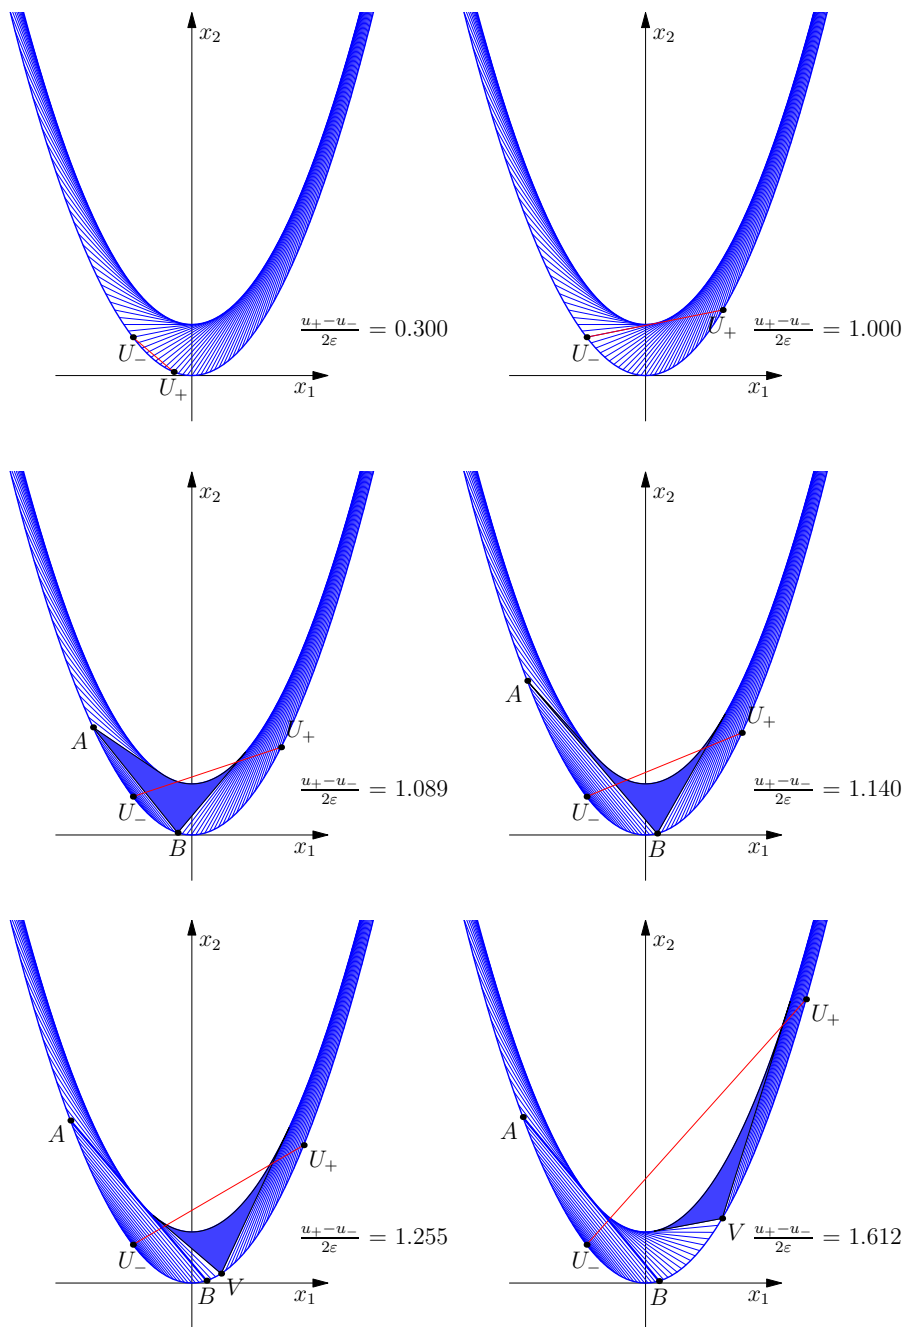 x₂ x₂
U₋ U₊ x₁ (u₊−u₋)/2ε = 0.300 U₋ U₊ x₁ (u₊−u₋)/2ε = 1.000
x₂ x₂
A U₋ U₊ B x₁ (u₊−u₋)/2ε = 1.089 A U₋ U₊ B x₁ (u₊−u₋)/2ε = 1.140
x₂ x₂
A U₋ U₊ B V x₁ (u₊−u₋)/2ε = 1.255 A U₋ U₊ B V x₁ (u₊−u₋)/2ε = 1.612